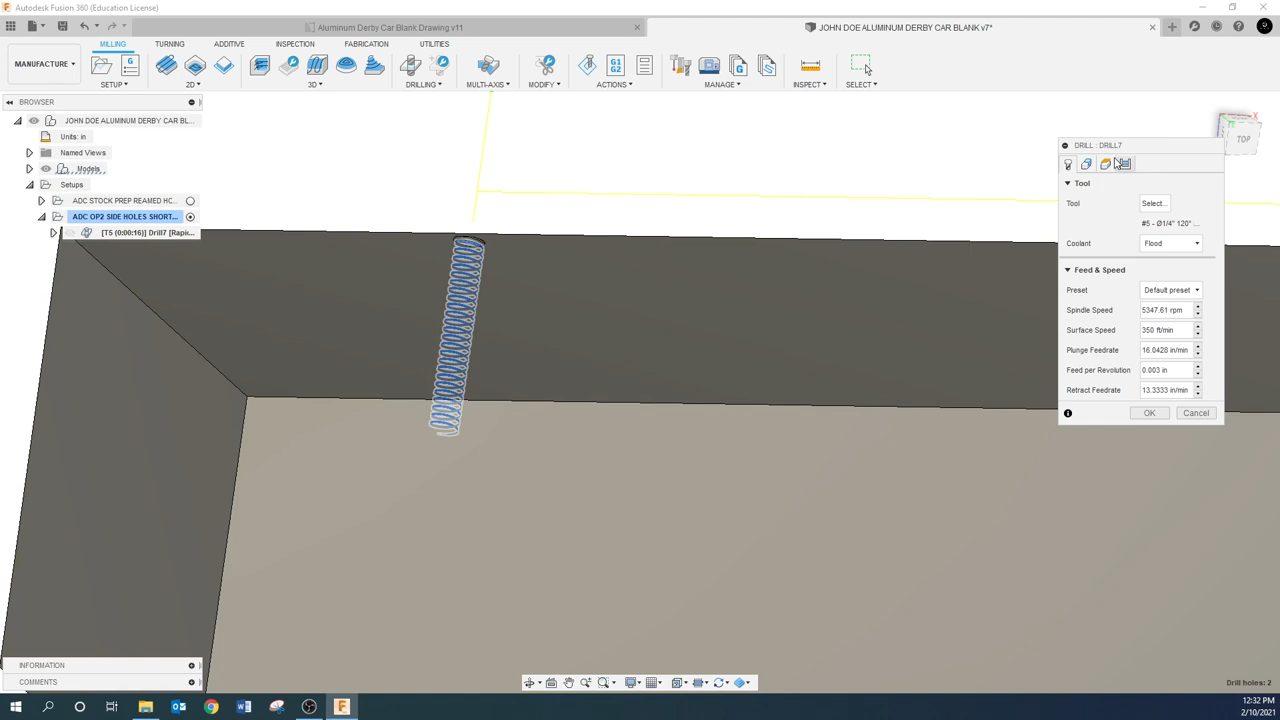 Autodesk Fusion 360 (Education License)
Aluminum Derby Car Blank Drawing v11
JOHN DOE ALUMINUM DERBY CAR BLANK v7*
MILLING TURNING ADDITIVE INSPECTION FABRICATION UTILITIES
MANUFACTURE
SETUP 2D 3D DRILLING MULTI-AXIS MODIFY ACTIONS MANAGE INSPECT SELECT
G1
G2
BROWSER
JOHN DOE ALUMINUM DERBY CAR BL...
Units: in
Named Views
Models
Setups
ADC STOCK PREP REAMED HC...
ADC OP2 SIDE HOLES SHORT...
[T5 (0:00:16)] Drill7 [Rapi...
X
TOP
DRILL : DRILL7
Tool
Tool Select...
#5 - Ø1/4" 120° ...
Coolant Flood
Feed & Speed
Preset Default preset
Spindle Speed 5347.61 rpm
Surface Speed 350 ft/min
Plunge Feedrate 16.0428 in/min
Feed per Revolution 0.003 in
Retract Feedrate 13.3333 in/min
OK Cancel
INFORMATION
COMMENTS
Drill holes: 2
12:32 PM
2/10/2021